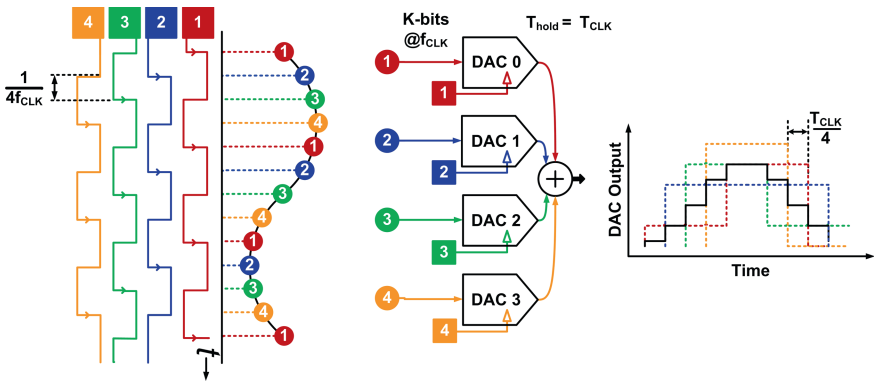 4 3 2 1
1
4fCLK
1
2
3
4
1
2
3
4
1
2
3
4
1
t
K-bits
@fCLK
Thold = TCLK
1 DAC 0
1
2 DAC 1
2
3 DAC 2
3
4 DAC 3
4
+
TCLK
4
DAC Output
Time